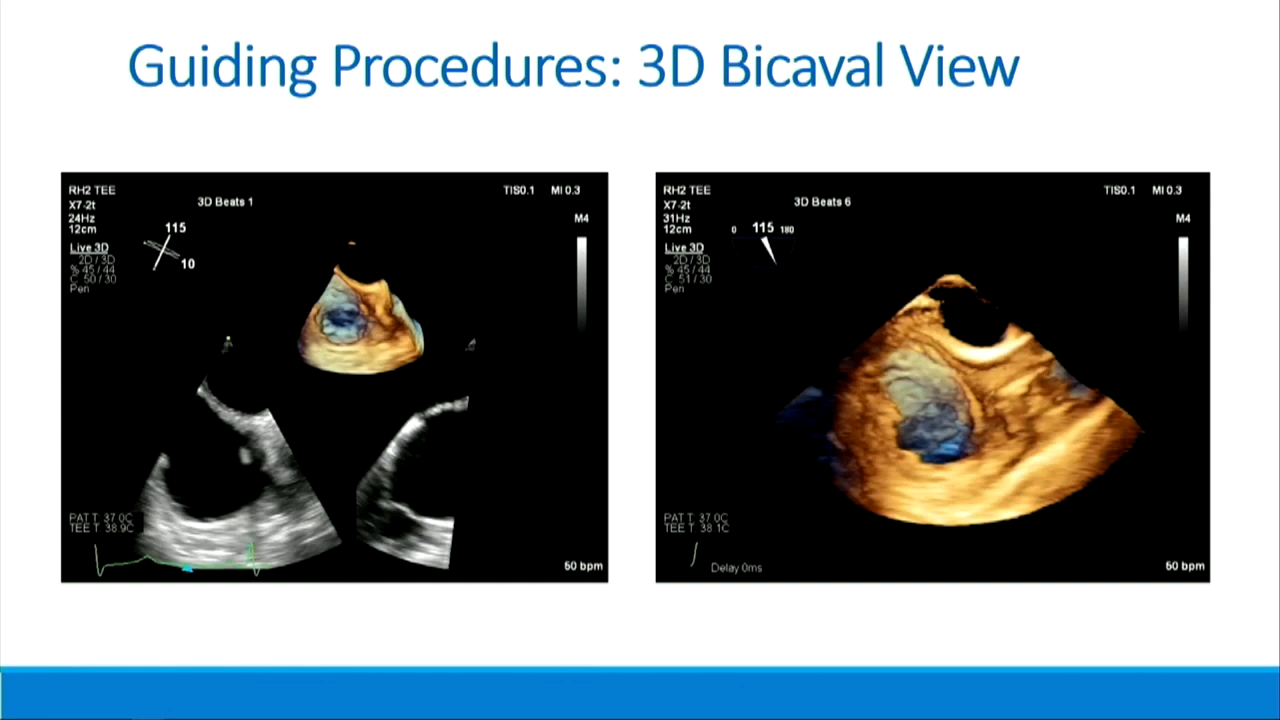 Guiding Procedures: 3D Bicaval View
RH2 TEE
X7-2t
24Hz
12cm
Live 3D
2D / 3D
% 45 / 44
C 50 / 30
Pen
3D Beats 1
115
10
TIS0.1 MI 0.3
M4
PAT T: 37.0C
TEE T: 38.9C
50 bpm
RH2 TEE
X7-2t
31Hz
12cm
Live 3D
2D / 3D
% 45 / 44
C 51 / 30
Pen
3D Beats 6
0 115 180
TIS0.1 MI 0.3
M4
PAT T: 37.0C
TEE T: 38.1C
Delay 0ms
50 bpm